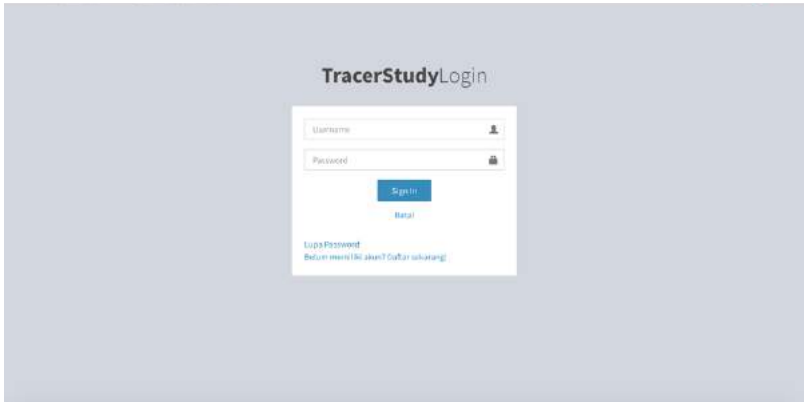 TracerStudyLogin
Username
Password
Sign In
Batal
Lupa Password
Belum memiliki akun? Daftar sekarang!